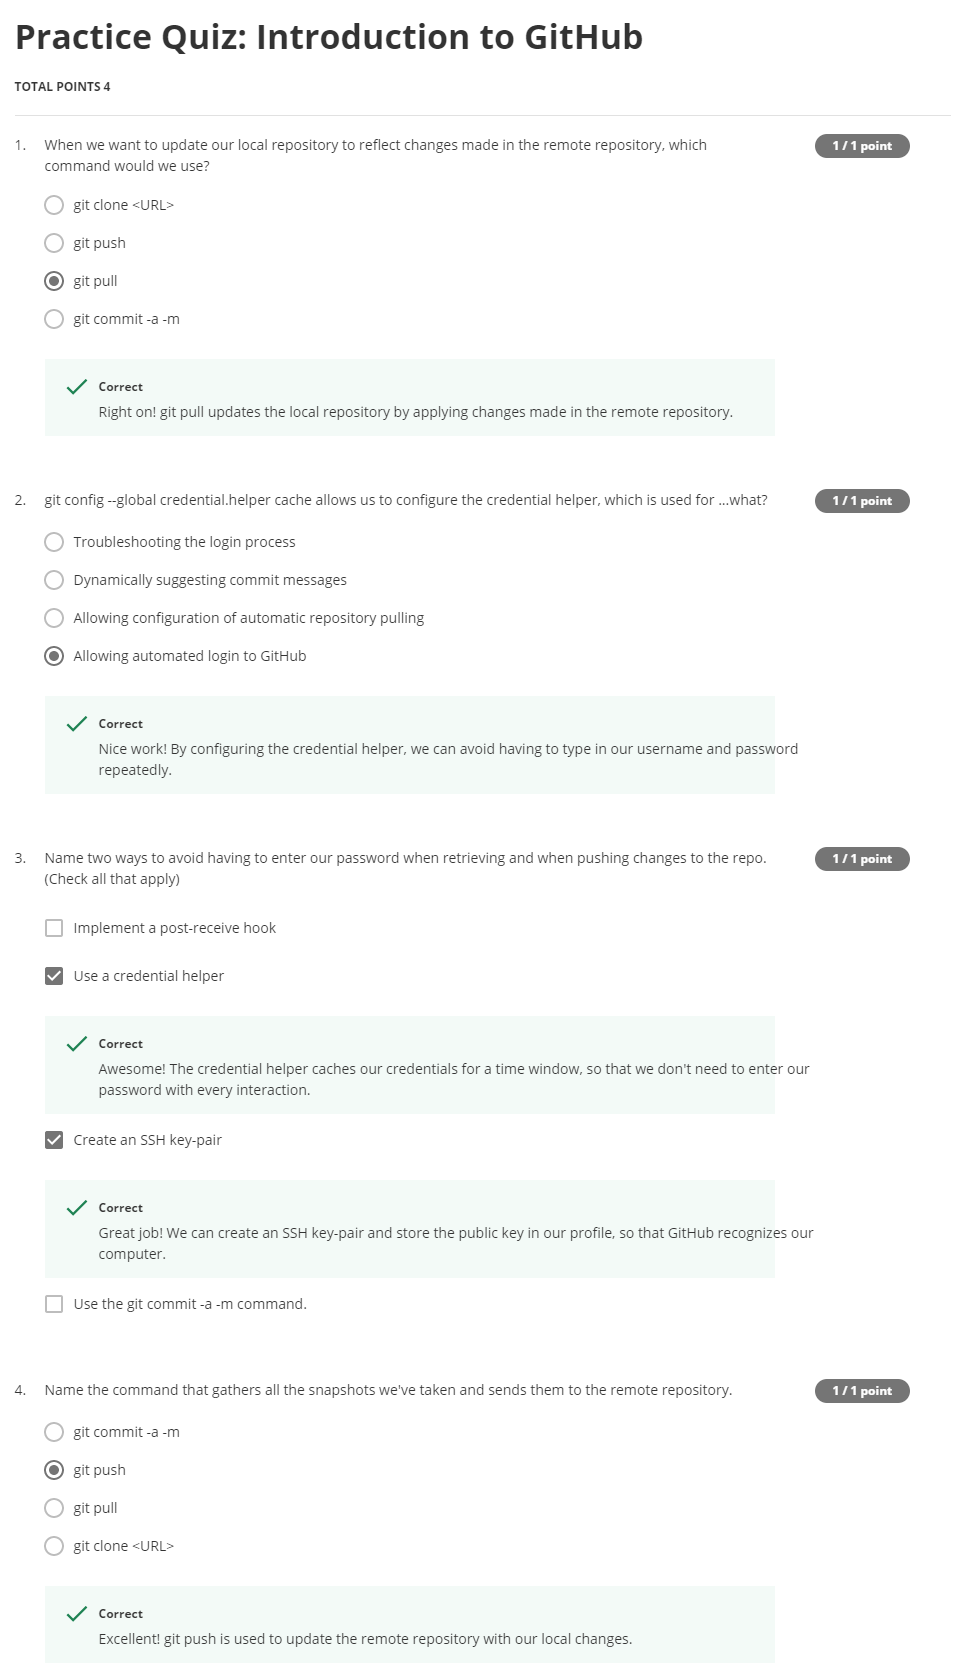 Practice Quiz: Introduction to GitHub
TOTAL POINTS 4
1. When we want to update our local repository to reflect changes made in the remote repository, which
command would we use?
1 / 1 point
git clone <URL>
git push
git pull
git commit -a -m
Correct
Right on! git pull updates the local repository by applying changes made in the remote repository.
2. git config --global credential.helper cache allows us to configure the credential helper, which is used for ...what?
1 / 1 point
Troubleshooting the login process
Dynamically suggesting commit messages
Allowing configuration of automatic repository pulling
Allowing automated login to GitHub
Correct
Nice work! By configuring the credential helper, we can avoid having to type in our username and password
repeatedly.
3. Name two ways to avoid having to enter our password when retrieving and when pushing changes to the repo.
(Check all that apply)
1 / 1 point
Implement a post-receive hook
Use a credential helper
Correct
Awesome! The credential helper caches our credentials for a time window, so that we don't need to enter our
password with every interaction.
Create an SSH key-pair
Correct
Great job! We can create an SSH key-pair and store the public key in our profile, so that GitHub recognizes our
computer.
Use the git commit -a -m command.
4. Name the command that gathers all the snapshots we've taken and sends them to the remote repository.
1 / 1 point
git commit -a -m
git push
git pull
git clone <URL>
Correct
Excellent! git push is used to update the remote repository with our local changes.